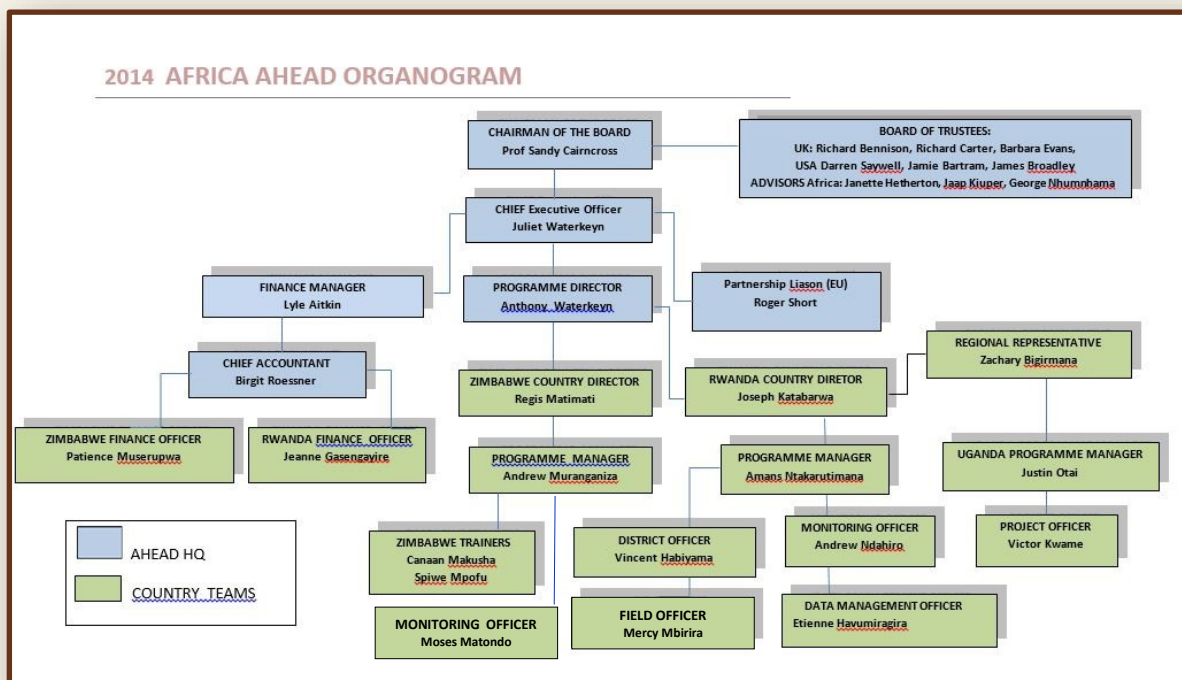 2014 AFRICA AHEAD ORGANOGRAM
CHAIRMAN OF THE BOARD
Prof Sandy Cairncross
BOARD OF TRUSTEES:
UK: Richard Bennison, Richard Carter, Barbara Evans,
USA Darren Saywell, Jamie Bartram, James Broadley
ADVISORS Africa: Janette Hetherton, Jaap Kiuper, George Nhumnhama
CHIEF Executive Officer
Juliet Waterkeyn
FINANCE MANAGER
Lyle Aitkin
PROGRAMME DIRECTOR
Anthony Waterkeyn
Partnership Liason (EU)
Roger Short
REGIONAL REPRESENTATIVE
Zachary Bigirmana
CHIEF ACCOUNTANT
Birgit Roessner
ZIMBABWE COUNTRY DIRECTOR
Regis Matimati
RWANDA COUNTRY DIRETOR
Joseph Katabarwa
ZIMBABWE FINANCE OFFICER
Patience Muserupwa
RWANDA FINANCE OFFICER
Jeanne Gasengayire
PROGRAMME MANAGER
Andrew Muranganiza
PROGRAMME MANAGER
Amans Ntakarutimana
UGANDA PROGRAMME MANAGER
Justin Otai
ZIMBABWE TRAINERS
Canaan Makusha
Spiwe Mpofu
DISTRICT OFFICER
Vincent Habiyama
MONITORING OFFICER
Andrew Ndahiro
PROJECT OFFICER
Victor Kwame
MONITORING OFFICER
Moses Matondo
FIELD OFFICER
Mercy Mbirira
DATA MANAGEMENT OFFICER
Etienne Havumiragira
AHEAD HQ
COUNTRY TEAMS